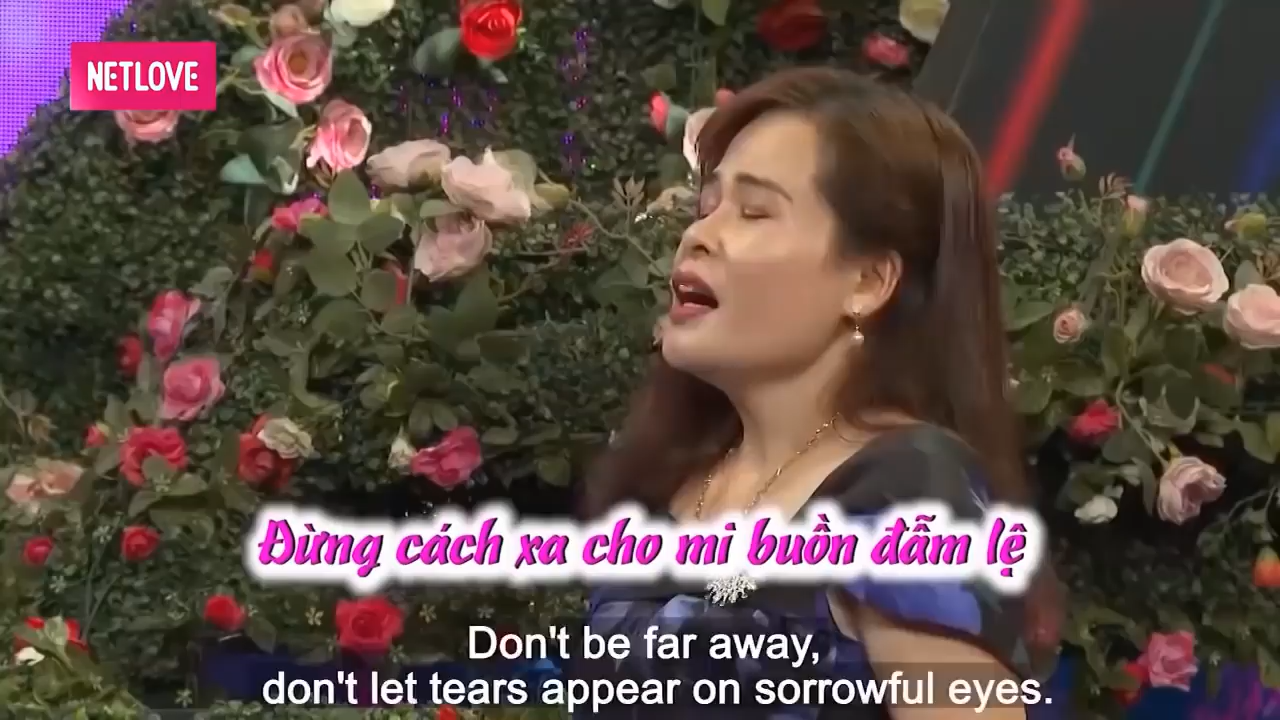 NETLOVE
Đừng cách xa cho mi buồn đẫm lệ
Don't be far away,
don't let tears appear on sorrowful eyes.